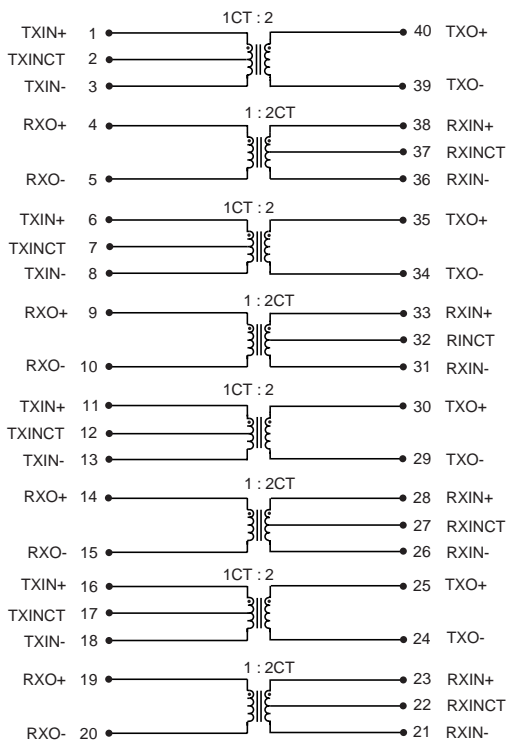 1CT : 2
TXIN+ 1 40 TXO+
TXINCT 2
TXIN- 3 39 TXO-
1 : 2CT
RXO+ 4 38 RXIN+
37 RXINCT
RXO- 5 36 RXIN-
1CT : 2
TXIN+ 6 35 TXO+
TXINCT 7
TXIN- 8 34 TXO-
1 : 2CT
RXO+ 9 33 RXIN+
32 RINCT
RXO- 10 31 RXIN-
1CT : 2
TXIN+ 11 30 TXO+
TXINCT 12
TXIN- 13 29 TXO-
1 : 2CT
RXO+ 14 28 RXIN+
27 RXINCT
RXO- 15 26 RXIN-
1CT : 2
TXIN+ 16 25 TXO+
TXINCT 17
TXIN- 18 24 TXO-
1 : 2CT
RXO+ 19 23 RXIN+
22 RXINCT
RXO- 20 21 RXIN-